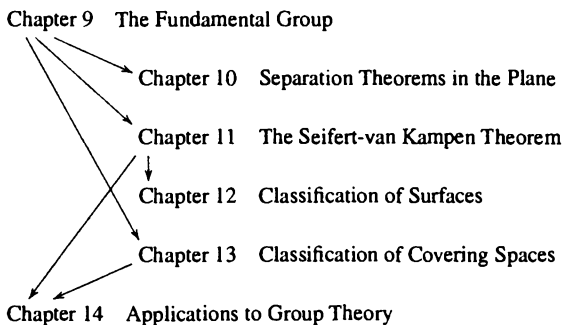 Chapter 9 The Fundamental Group
Chapter 10 Separation Theorems in the Plane
Chapter 11 The Seifert-van Kampen Theorem
Chapter 12 Classification of Surfaces
Chapter 13 Classification of Covering Spaces
Chapter 14 Applications to Group Theory